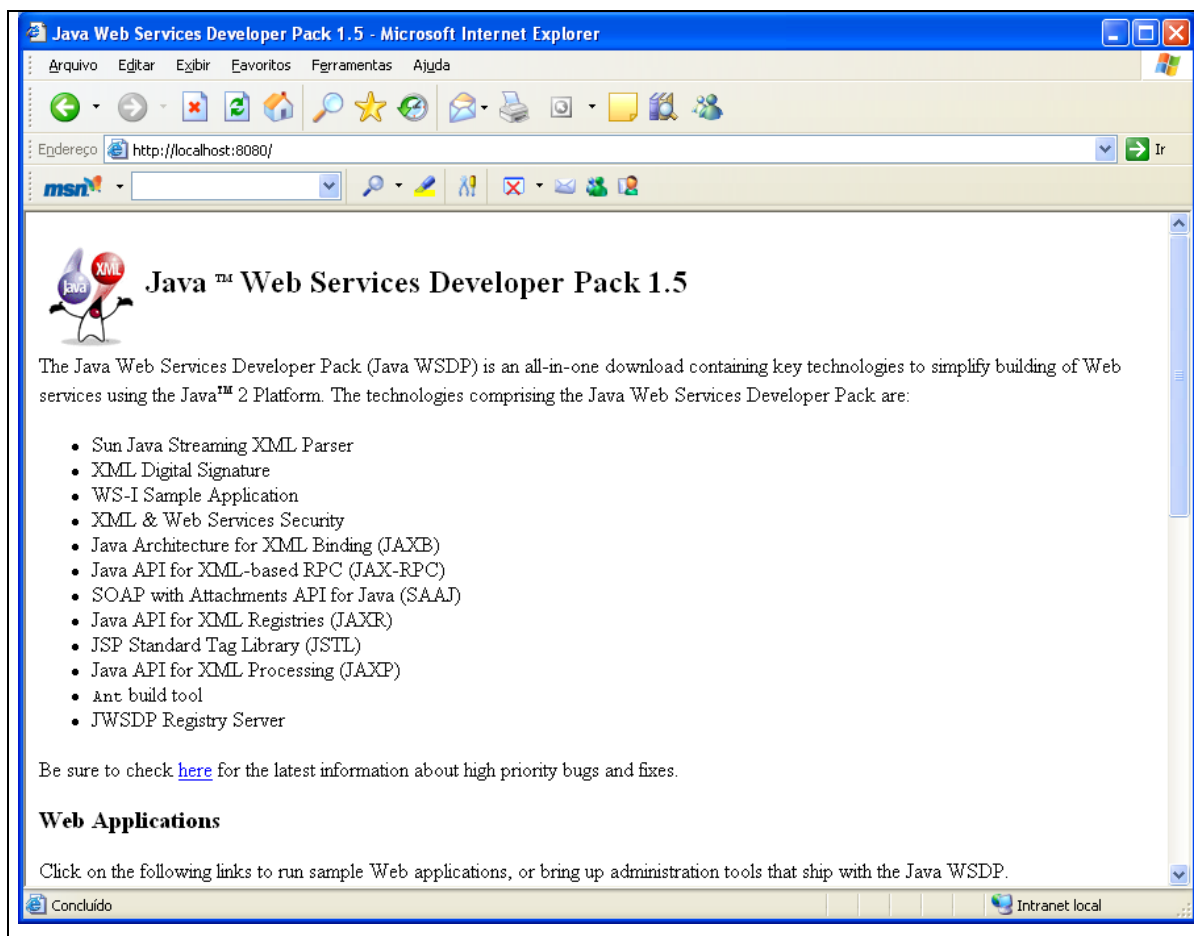 Java Web Services Developer Pack 1.5 - Microsoft Internet Explorer
Arquivo Editar Exibir Favoritos Ferramentas Ajuda
Endereço http://localhost:8080/ Ir
msn
Java XML
Java ™ Web Services Developer Pack 1.5
The Java Web Services Developer Pack (Java WSDP) is an all-in-one download containing key technologies to simplify building of Web
services using the Java™ 2 Platform. The technologies comprising the Java Web Services Developer Pack are:
• Sun Java Streaming XML Parser
• XML Digital Signature
• WS-I Sample Application
• XML & Web Services Security
• Java Architecture for XML Binding (JAXB)
• Java API for XML-based RPC (JAX-RPC)
• SOAP with Attachments API for Java (SAAJ)
• Java API for XML Registries (JAXR)
• JSP Standard Tag Library (JSTL)
• Java API for XML Processing (JAXP)
• Ant build tool
• JWSDP Registry Server
Be sure to check here for the latest information about high priority bugs and fixes.
Web Applications
Click on the following links to run sample Web applications, or bring up administration tools that ship with the Java WSDP.
Concluído Intranet local